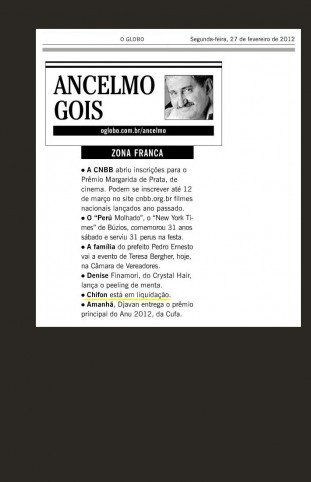 O GLOBO
Segunda-feira, 27 de fevereiro de 2012
ANCELMO
GOIS
oglobo.com.br/ancelmo
ZONA FRANCA
● A CNBB abriu inscrições para o
Prêmio Margarida de Prata, de
cinema. Podem se inscrever até 12
de março no site cnbb.org.br filmes
nacionais lançados ano passado.
● O “Perú Molhado”, o “New York Ti-
mes” de Búzios, comemorou 31 anos
sábado e serviu 31 perus na festa.
● A família do prefeito Pedro Ernesto
vai a evento de Teresa Bergher, hoje,
na Câmara de Vereadores.
● Denise Finamori, do Crystal Hair,
lança o peeling de menta.
● Chifon está em liquidação.
● Amanhã, Djavan entrega o prêmio
principal do Anu 2012, da Cufa.